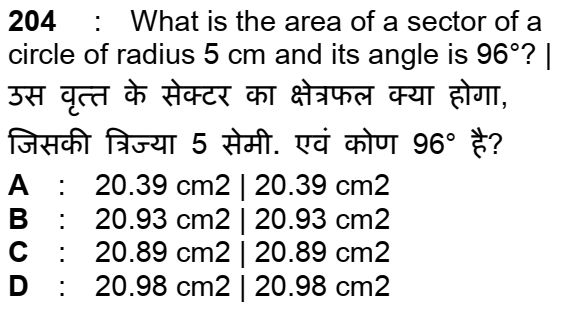 204 : What is the area of a sector of a
circle of radius 5 cm and its angle is 96°? |
उस वृत्त के सेक्टर का क्षेत्रफल क्या होगा,
जिसकी त्रिज्या 5 सेमी. एवं कोण 96° है?
A : 20.39 cm2 | 20.39 cm2
B : 20.93 cm2 | 20.93 cm2
C : 20.89 cm2 | 20.89 cm2
D : 20.98 cm2 | 20.98 cm2